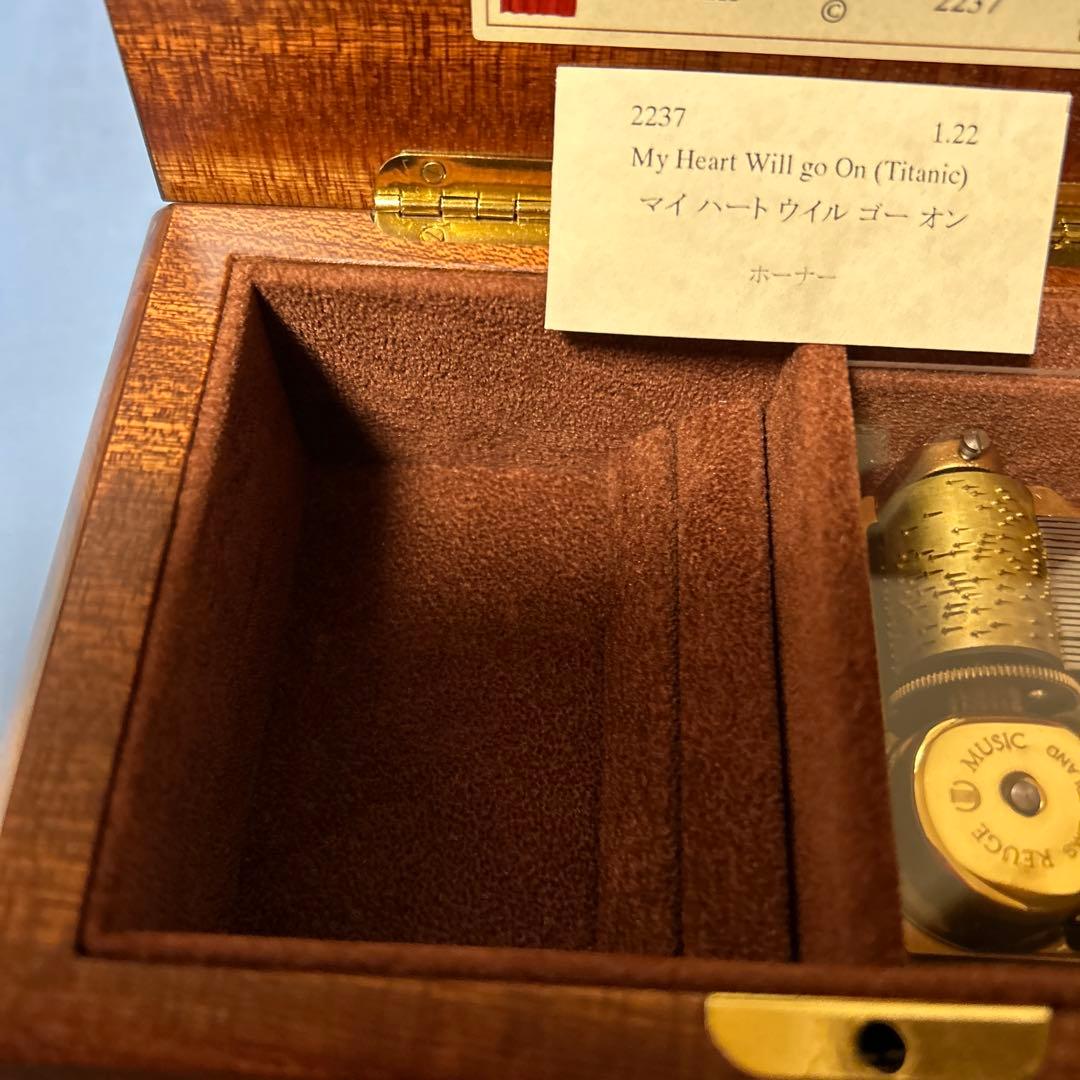 © 2237
2237 1.22
My Heart Will go On (Titanic)
マイ ハート ウイル ゴー オン
ホーナー
MUSIC
REUGE